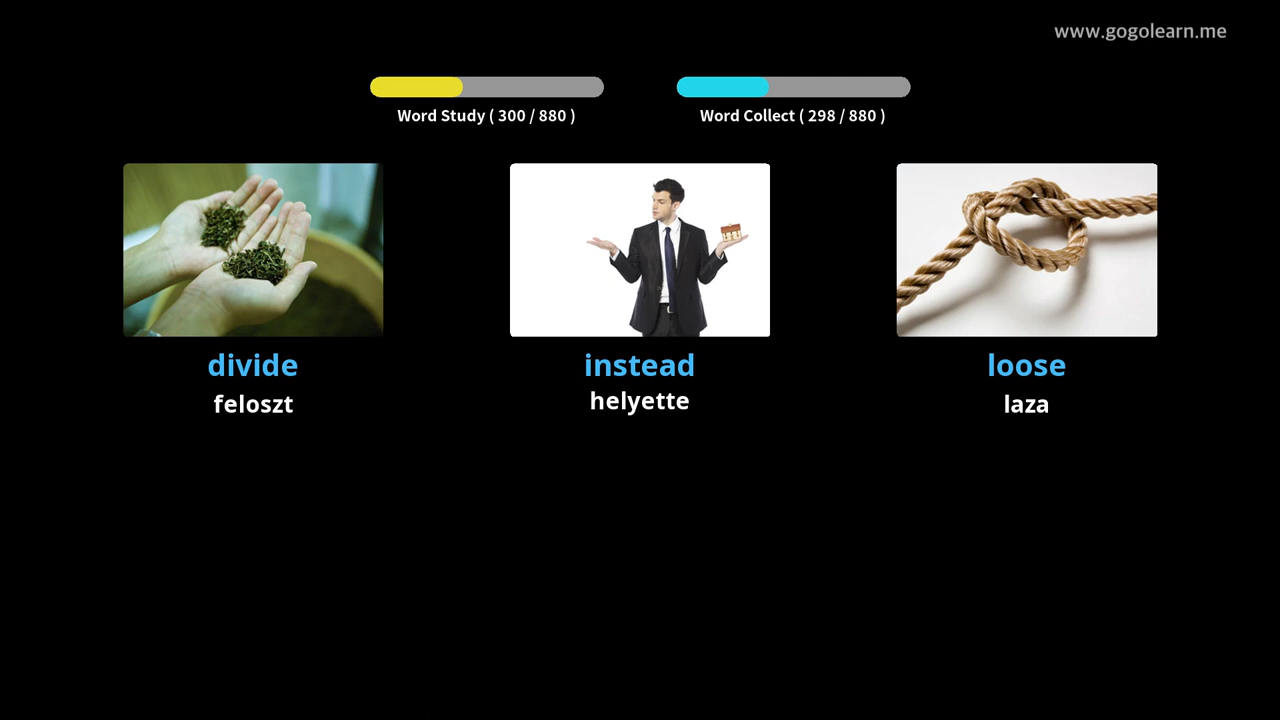 www.gogolearn.me
Word Study ( 300 / 880 )
Word Collect ( 298 / 880 )
divide
feloszt
instead
helyette
loose
laza